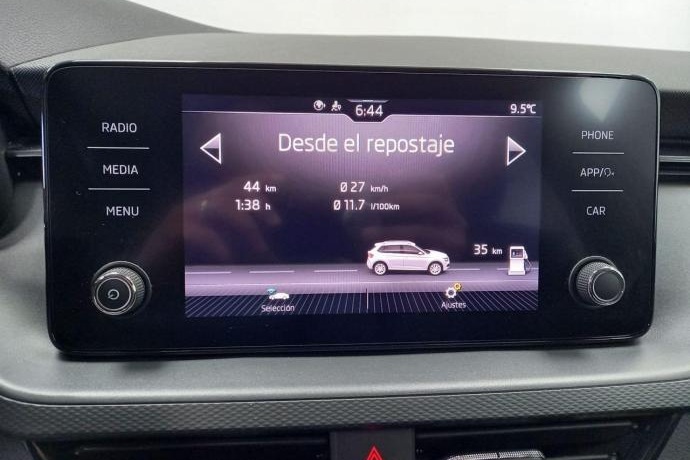 RADIO
MEDIA
MENU
6:44
9.5°C
Desde el repostaje
44 km
Ø 27 km/h
1:38 h
Ø 11.7 l/100km
35 km
Selección
Ajustes
PHONE
APP/
CAR